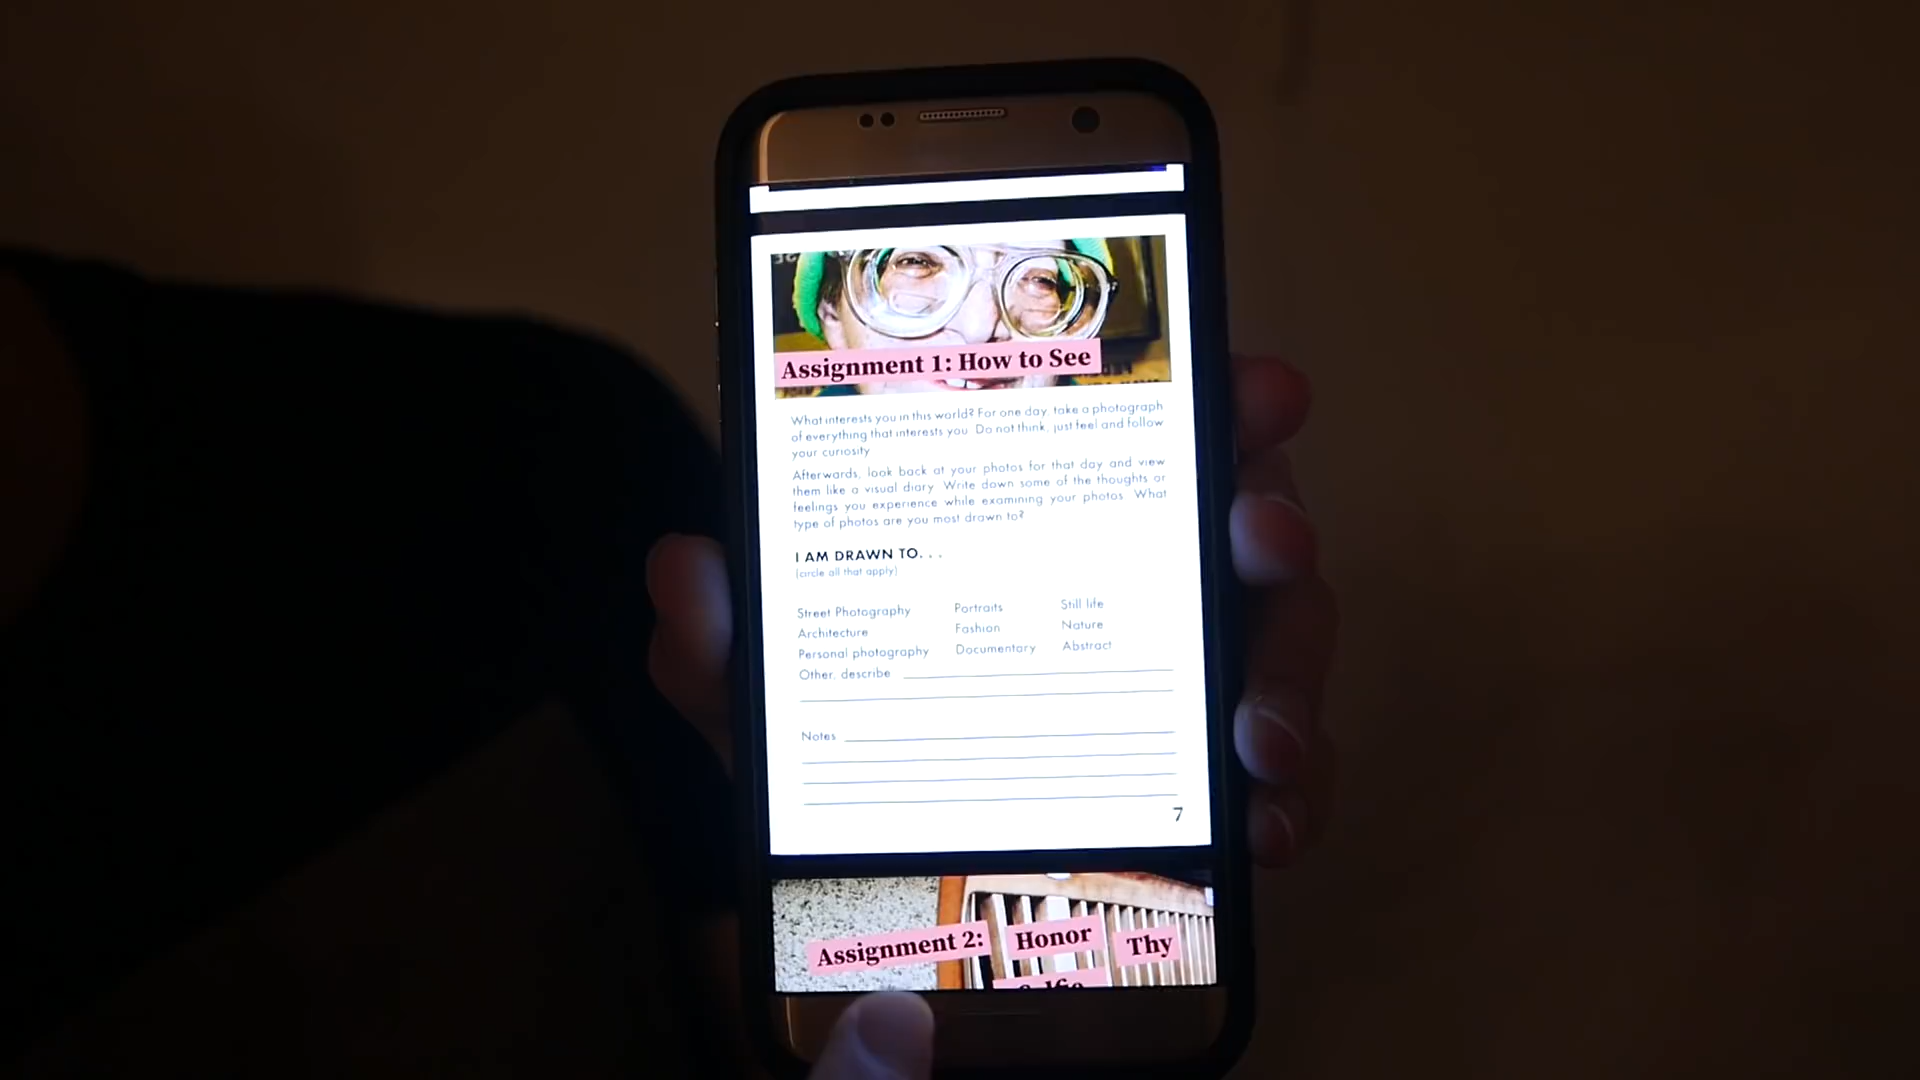 Assignment 1: How to See
What interests you in this world? For one day, take a photograph
of everything that interests you. Do not think, just feel and follow
your curiosity
Afterwards, look back at your photos for that day and view
them like a visual diary. Write down some of the thoughts or
feelings you experience while examining your photos. What
type of photos are you most drawn to?
I AM DRAWN TO. . .
(circle all that apply)
Street Photography Portraits Still life
Architecture Fashion Nature
Personal photography Documentary Abstract
Other, describe
Notes
7
Assignment 2: Honor Thy